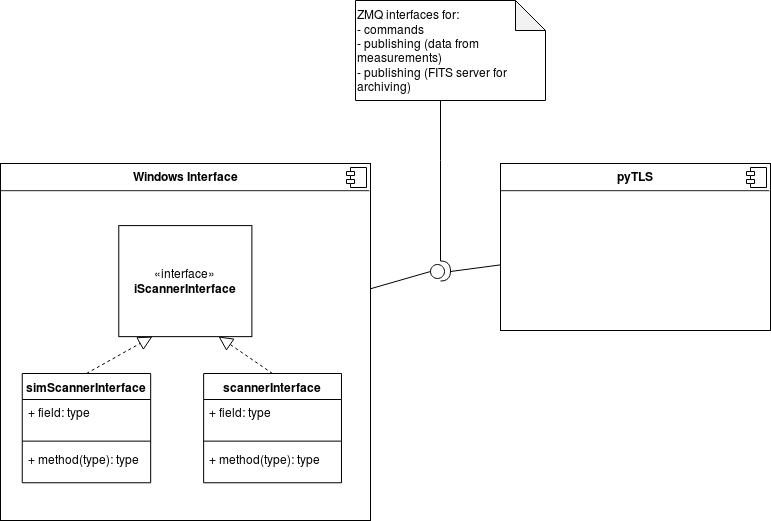 ZMQ interfaces for:
- commands
- publishing (data from
measurements)
- publishing (FITS server for
archiving)
Windows Interface
pyTLS
«interface»
iScannerInterface
simScannerInterface
+ field: type
+ method(type): type
scannerInterface
+ field: type
+ method(type): type